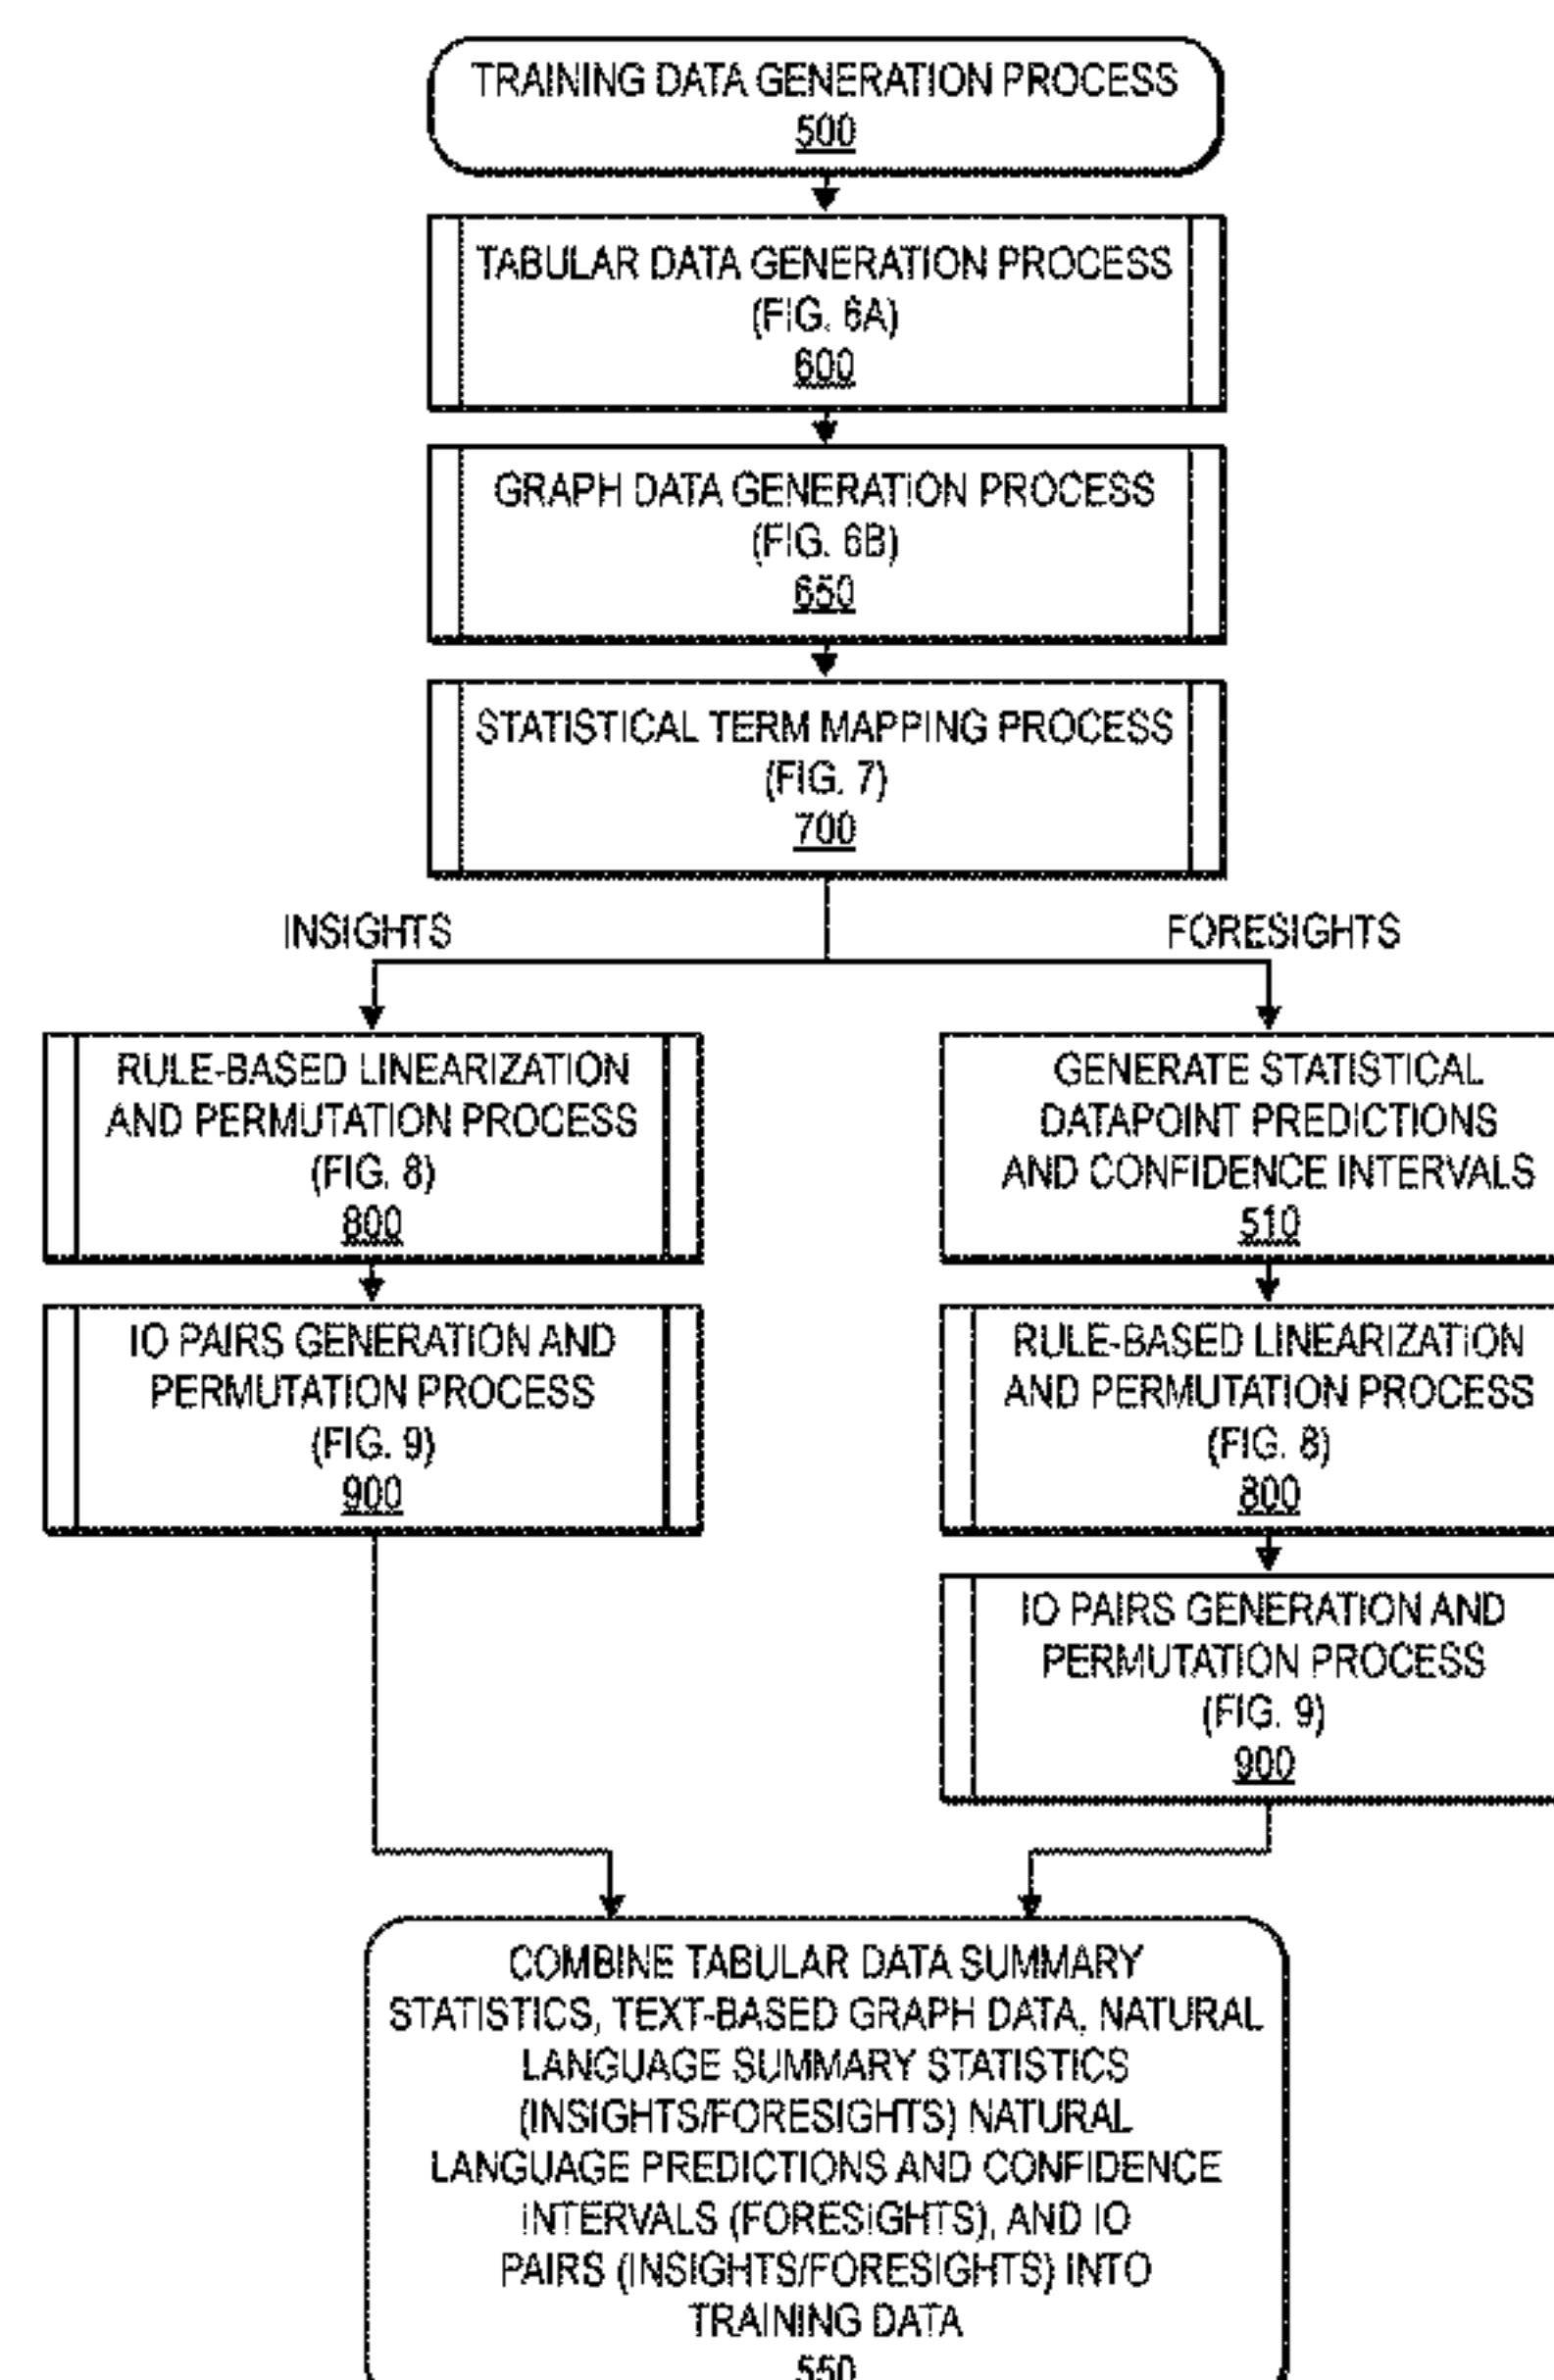 TRAINING DATA GENERATION PROCESS
500
TABULAR DATA GENERATION PROCESS
(FIG. 6A)
600
GRAPH DATA GENERATION PROCESS
(FIG. 6B)
650
STATISTICAL TERM MAPPING PROCESS
(FIG. 7)
700
INSIGHTS
FORESIGHTS
RULE-BASED LINEARIZATION
AND PERMUTATION PROCESS
(FIG. 8)
800
IO PAIRS GENERATION AND
PERMUTATION PROCESS
(FIG. 9)
900
GENERATE STATISTICAL
DATAPOINT PREDICTIONS
AND CONFIDENCE INTERVALS
510
RULE-BASED LINEARIZATION
AND PERMUTATION PROCESS
(FIG. 8)
800
IO PAIRS GENERATION AND
PERMUTATION PROCESS
(FIG. 9)
900
COMBINE TABULAR DATA SUMMARY
STATISTICS, TEXT-BASED GRAPH DATA, NATURAL
LANGUAGE SUMMARY STATISTICS
(INSIGHTS/FORESIGHTS) NATURAL
LANGUAGE PREDICTIONS AND CONFIDENCE
INTERVALS (FORESIGHTS), AND IO
PAIRS (INSIGHTS/FORESIGHTS) INTO
TRAINING DATA
550